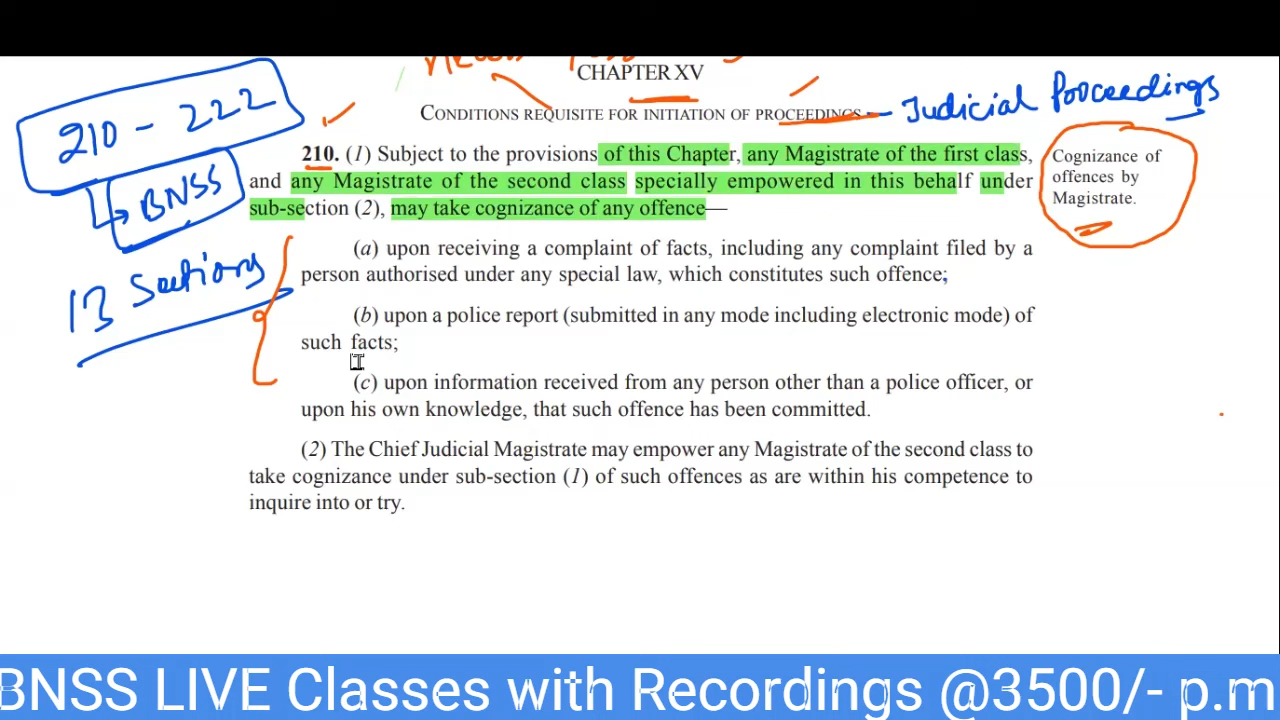 CHAPTER XV
CONDITIONS REQUISITE FOR INITIATION OF PROCEEDINGS
Judicial Proceedings
210 - 222
BNSS
13 Sections
210. (1) Subject to the provisions of this Chapter, any Magistrate of the first class,
and any Magistrate of the second class specially empowered in this behalf under
sub-section (2), may take cognizance of any offence—
Cognizance of
offences by
Magistrate.
(a) upon receiving a complaint of facts, including any complaint filed by a
person authorised under any special law, which constitutes such offence;
(b) upon a police report (submitted in any mode including electronic mode) of
such facts;
(c) upon information received from any person other than a police officer, or
upon his own knowledge, that such offence has been committed.
(2) The Chief Judicial Magistrate may empower any Magistrate of the second class to
take cognizance under sub-section (1) of such offences as are within his competence to
inquire into or try.
BNSS LIVE Classes with Recordings @3500/- p.m